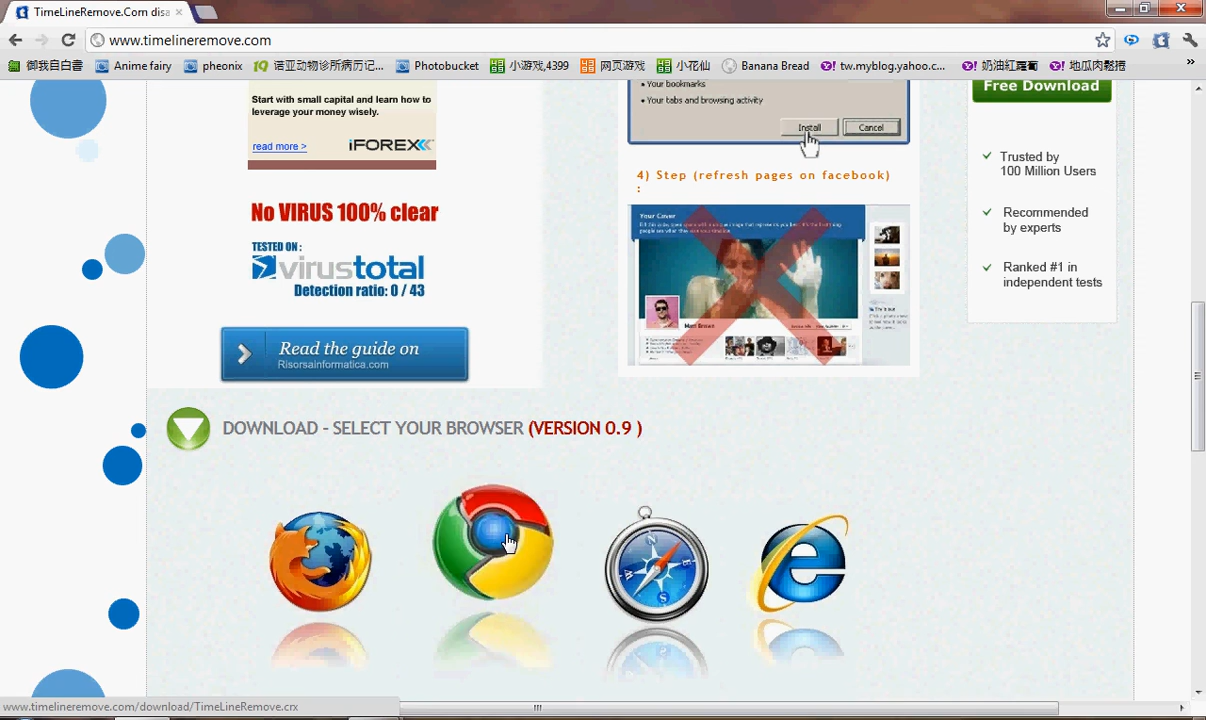 TimeLineRemove.Com disa
www.timelineremove.com
御我自白書
Anime fairy
pheonix
诺亚动物诊所病历记...
Photobucket
小游戏,4399
网页游戏
小花仙
Banana Bread
tw.myblog.yahoo.c...
奶油紅蘿蔔
地瓜肉鬆捲
Start with small capital and learn how to
leverage your money wisely.
read more >
iFOREX
No VIRUS 100% clear
TESTED ON :
virustotal
Detection ratio: 0 / 43
Read the guide on
Risorsainformatica.com
• Your bookmarks
• Your tabs and browsing activity
Install
Cancel
4) Step (refresh pages on facebook)
:
Your Cover
Matt Brown
Free Download
Trusted by
100 Million Users
Recommended
by experts
Ranked #1 in
independent tests
DOWNLOAD - SELECT YOUR BROWSER (VERSION 0.9 )
N
E
S
W
www.timelineremove.com/download/TimeLineRemove.crx